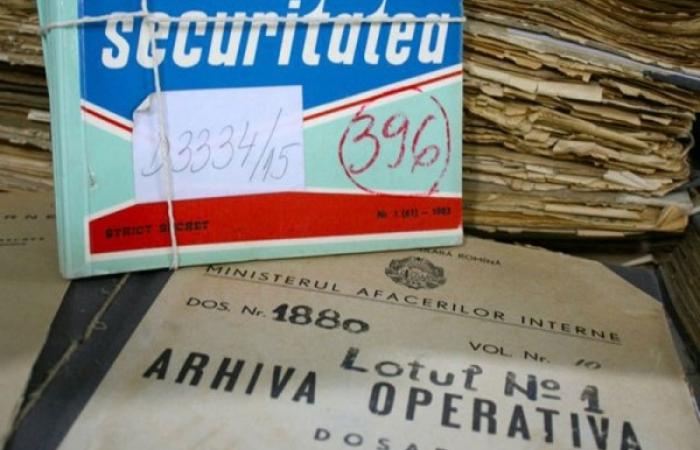 securitatea
D3334/15
396
STRICT SECRET
Nr. 1 (61) – 1983
MINISTERUL AFACERILOR INTERNE
DOS. Nr. 1880
VOL. Nr. 10
Lotul No 1
ARHIVA OPERATIVA